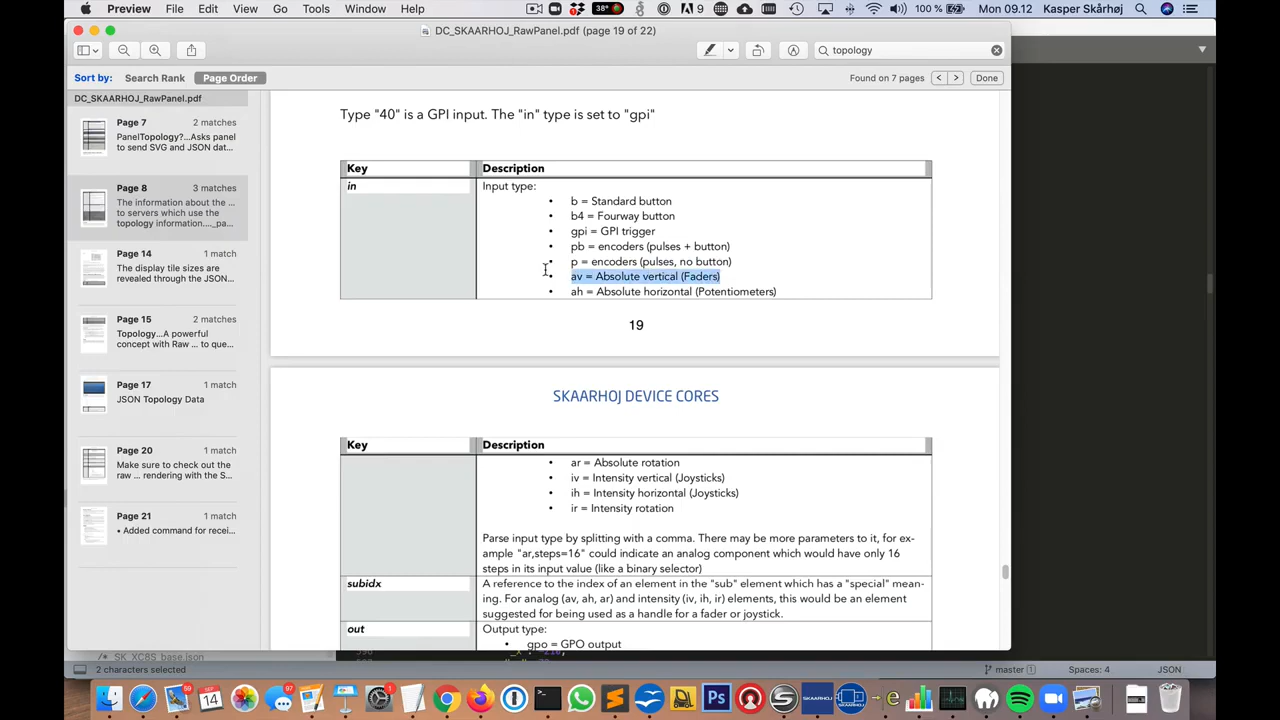 Preview File Edit View Go Tools Window Help 38° 9 100 % Mon 09.12 Kasper Skårhøj
DC_SKAARHOJ_RawPanel.pdf (page 19 of 22)
topology
Sort by: Search Rank Page Order Found on 7 pages < > Done
DC_SKAARHOJ_RawPanel.pdf
Page 7 2 matches
PanelTopology?...Asks panel
to send SVG and JSON dat...
Page 8 3 matches
The information about the ...
to servers which use the
topology information...._pa...
Page 14 1 match
The display tile sizes are
revealed through the JSON...
Page 15 2 matches
Topology...A powerful
concept with Raw ... to que...
Page 17 1 match
JSON Topology Data
Page 20 1 match
Make sure to check out the
raw ... rendering with the S...
Page 21 1 match
• Added command for recei...
Type "40" is a GPI input. The "in" type is set to "gpi"
Key Description
in Input type:
• b = Standard button
• b4 = Fourway button
• gpi = GPI trigger
• pb = encoders (pulses + button)
• p = encoders (pulses, no button)
• av = Absolute vertical (Faders)
• ah = Absolute horizontal (Potentiometers)
19
SKAARHOJ DEVICE CORES
Key Description
• ar = Absolute rotation
• iv = Intensity vertical (Joysticks)
• ih = Intensity horizontal (Joysticks)
• ir = Intensity rotation
Parse input type by splitting with a comma. There may be more parameters to it, for ex-
ample "ar,steps=16" could indicate an analog component which would have only 16
steps in its input value (like a binary selector)
subidx A reference to the index of an element in the "sub" element which has a "special" mean-
ing. For analog (av, ah, ar) and intensity (iv, ih, ir) elements, this would be an element
suggested for being used as a handle for a fader or joystick.
out Output type:
• gpo = GPO output
/* SK_XC8S_base.json
2 characters selected master 1 Spaces: 4 JSON